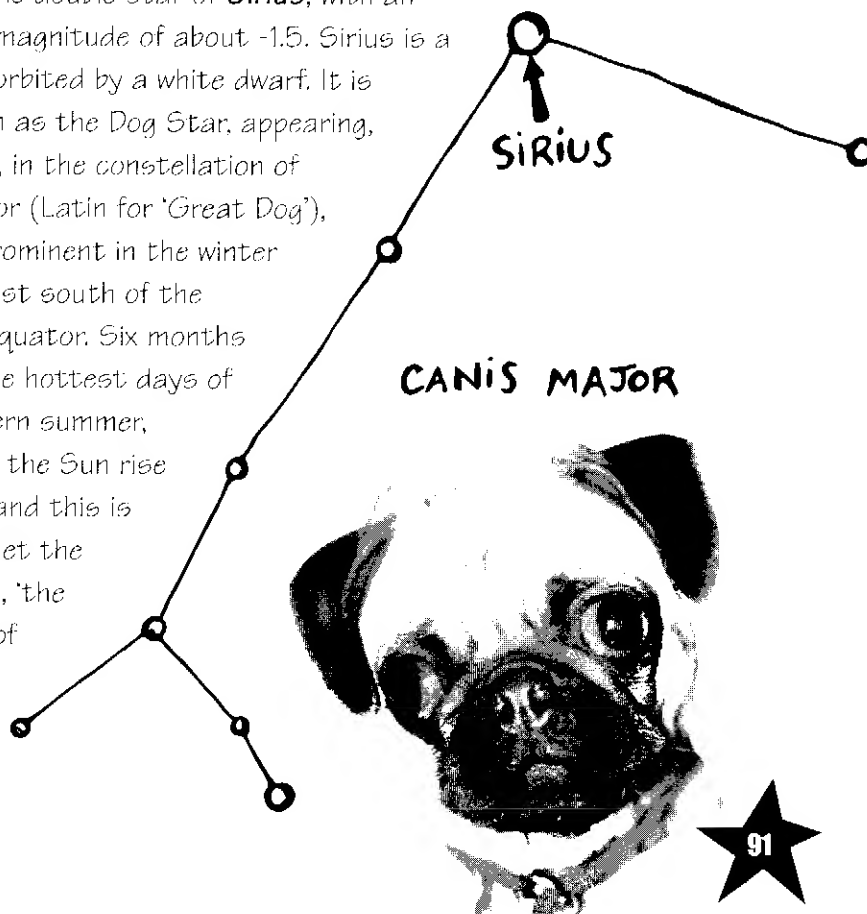 ne double star of Sirius, with an
magnitude of about -1.5. Sirius is a
orbited by a white dwarf. It is
n as the Dog Star, appearing,
, in the constellation of
or (Latin for 'Great Dog'),
rominent in the winter
st south of the
quator. Six months
e hottest days of
ern summer,
the Sun rise
and this is
et the
, 'the
of
SiRiUS
CANiS MAJOR
91